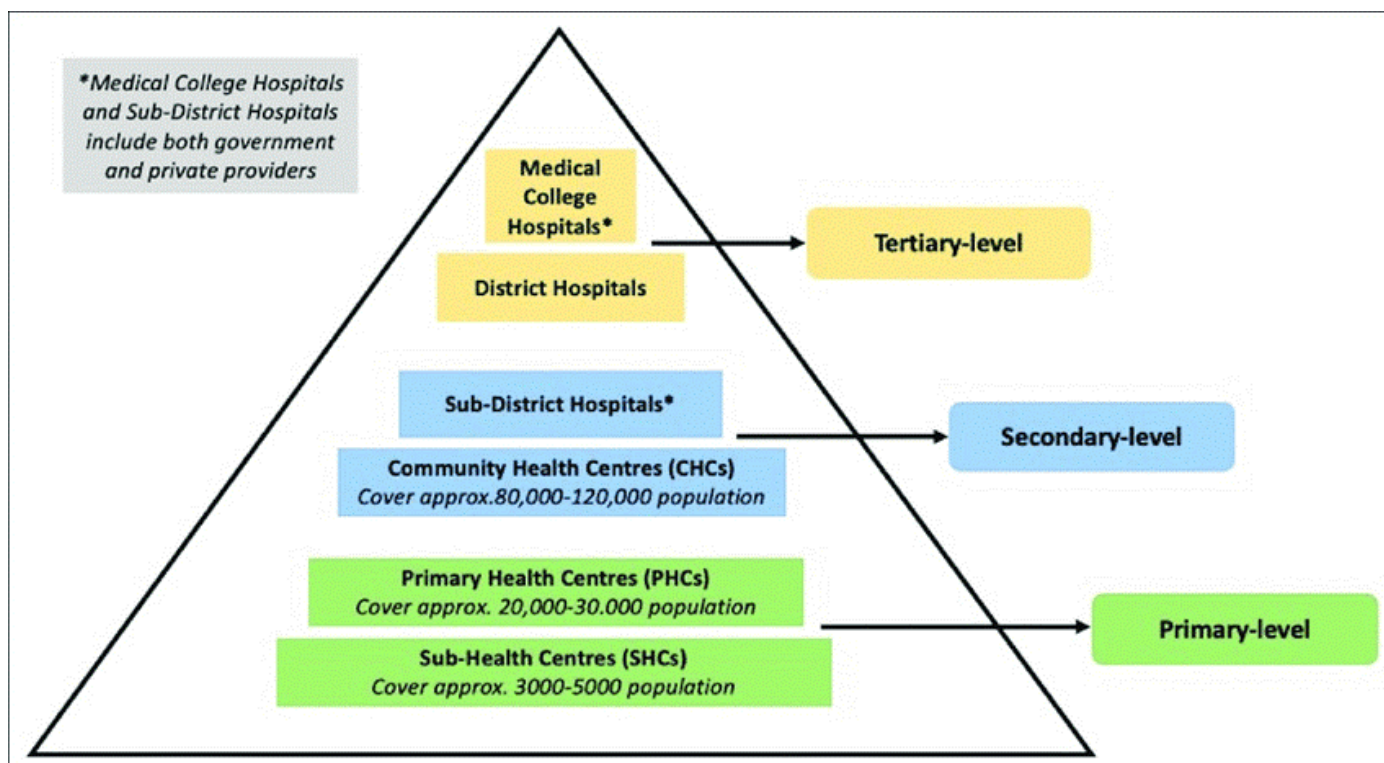 *Medical College Hospitals
and Sub-District Hospitals
include both government
and private providers
Medical
College
Hospitals*
Tertiary-level
District Hospitals
Sub-District Hospitals*
Secondary-level
Community Health Centres (CHCs)
Cover approx.80,000-120,000 population
Primary Health Centres (PHCs)
Cover approx. 20,000-30.000 population
Primary-level
Sub-Health Centres (SHCs)
Cover approx. 3000-5000 population